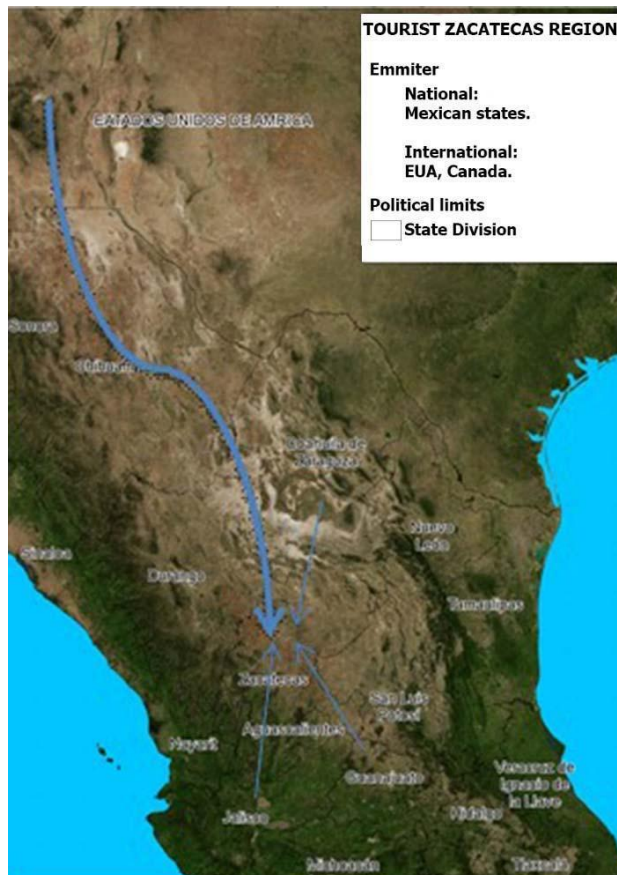 TOURIST ZACATECAS REGION
Emmiter
National:
Mexican states.
International:
EUA, Canada.
Political limits
State Division
EATADOS UNIDOS DE AMRICA
Sonora
Chihuah
Coahuila de
Zaragoza
Nuevo
León
Sinaloa
Durango
Tamaulipas
Zacatecas
San Luis
Potosí
Aguascalientes
Nayarit
Guanajuato
Veracruz de
Ignacio de
la Llave
Jalisco
Hidalgo
Michoacán
Tlaxcala